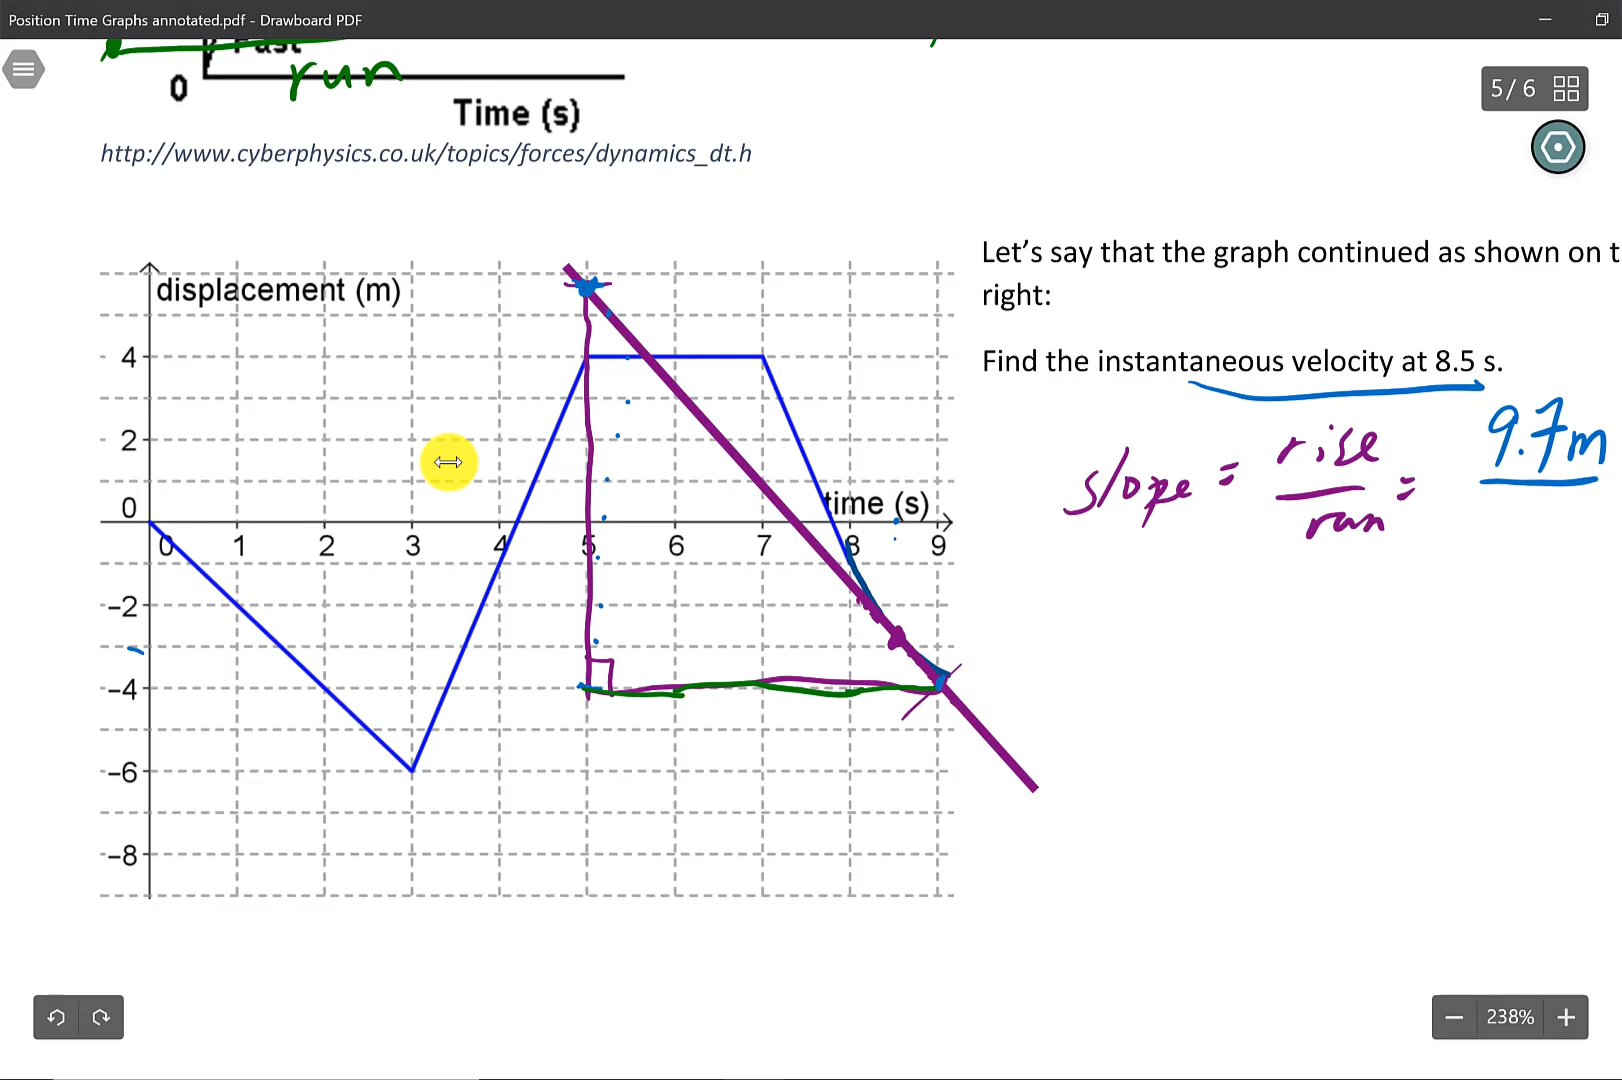 Position Time Graphs annotated.pdf - Drawboard PDF
Fast
run
0
Time (s)
5 / 6
http://www.cyberphysics.co.uk/topics/forces/dynamics_dt.h
Let's say that the graph continued as shown on t
right:
Find the instantaneous velocity at 8.5 s.
slope = rise / run = 9.7m
displacement (m)
4
2
0
time (s)
0 1 2 3 4 5 6 7 8 9
-2
-4
-6
-8
238%